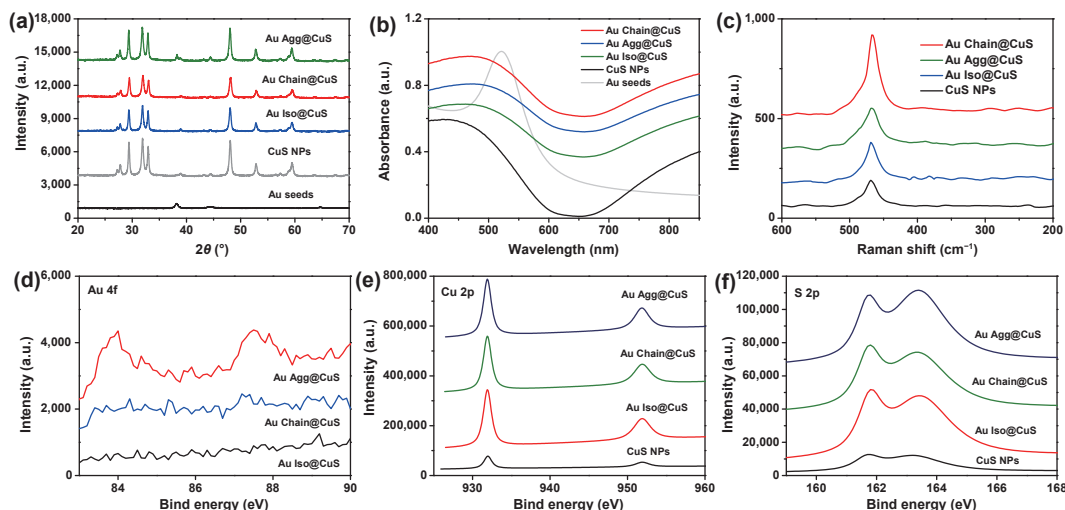 (a)
18,000
15,000
12,000
9,000
6,000
3,000
0
Intensity (a.u.)
Au Agg@CuS
Au Chain@CuS
Au Iso@CuS
CuS NPs
Au seeds
20 30 40 50 60 70
2θ (°)
(b)
2.0
1.6
1.2
0.8
0.4
0.0
Absorbance (a.u.)
Au Chain@CuS
Au Agg@CuS
Au Iso@CuS
CuS NPs
Au seeds
400 500 600 700 800
Wavelength (nm)
(c)
1,000
500
0
Intensity (a.u.)
Au Chain@CuS
Au Agg@CuS
Au Iso@CuS
CuS NPs
600 500 400 300 200
Raman shift (cm⁻¹)
(d)
6,000
4,000
2,000
0
Intensity (a.u.)
Au 4f
Au Agg@CuS
Au Chain@CuS
Au Iso@CuS
84 86 88 90
Bind energy (eV)
(e)
800,000
600,000
400,000
200,000
0
Intensity (a.u.)
Cu 2p
Au Agg@CuS
Au Chain@CuS
Au Iso@CuS
CuS NPs
930 940 950 960
Bind energy (eV)
(f)
120,000
100,000
80,000
60,000
40,000
20,000
0
Intensity (a.u.)
S 2p
Au Agg@CuS
Au Chain@CuS
Au Iso@CuS
CuS NPs
160 162 164 166 168
Bind energy (eV)